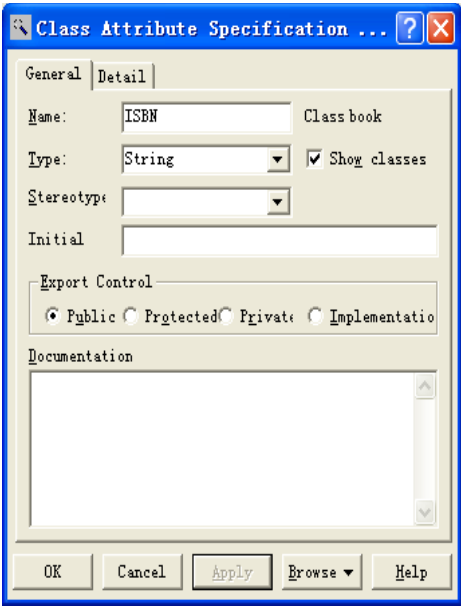 Class Attribute Specification ...
General Detail
Name: ISBN Class book
Type: String Show classes
Stereotype
Initial
Export Control
Public Protected Private Implementatio
Documentation
OK Cancel Apply Browse Help